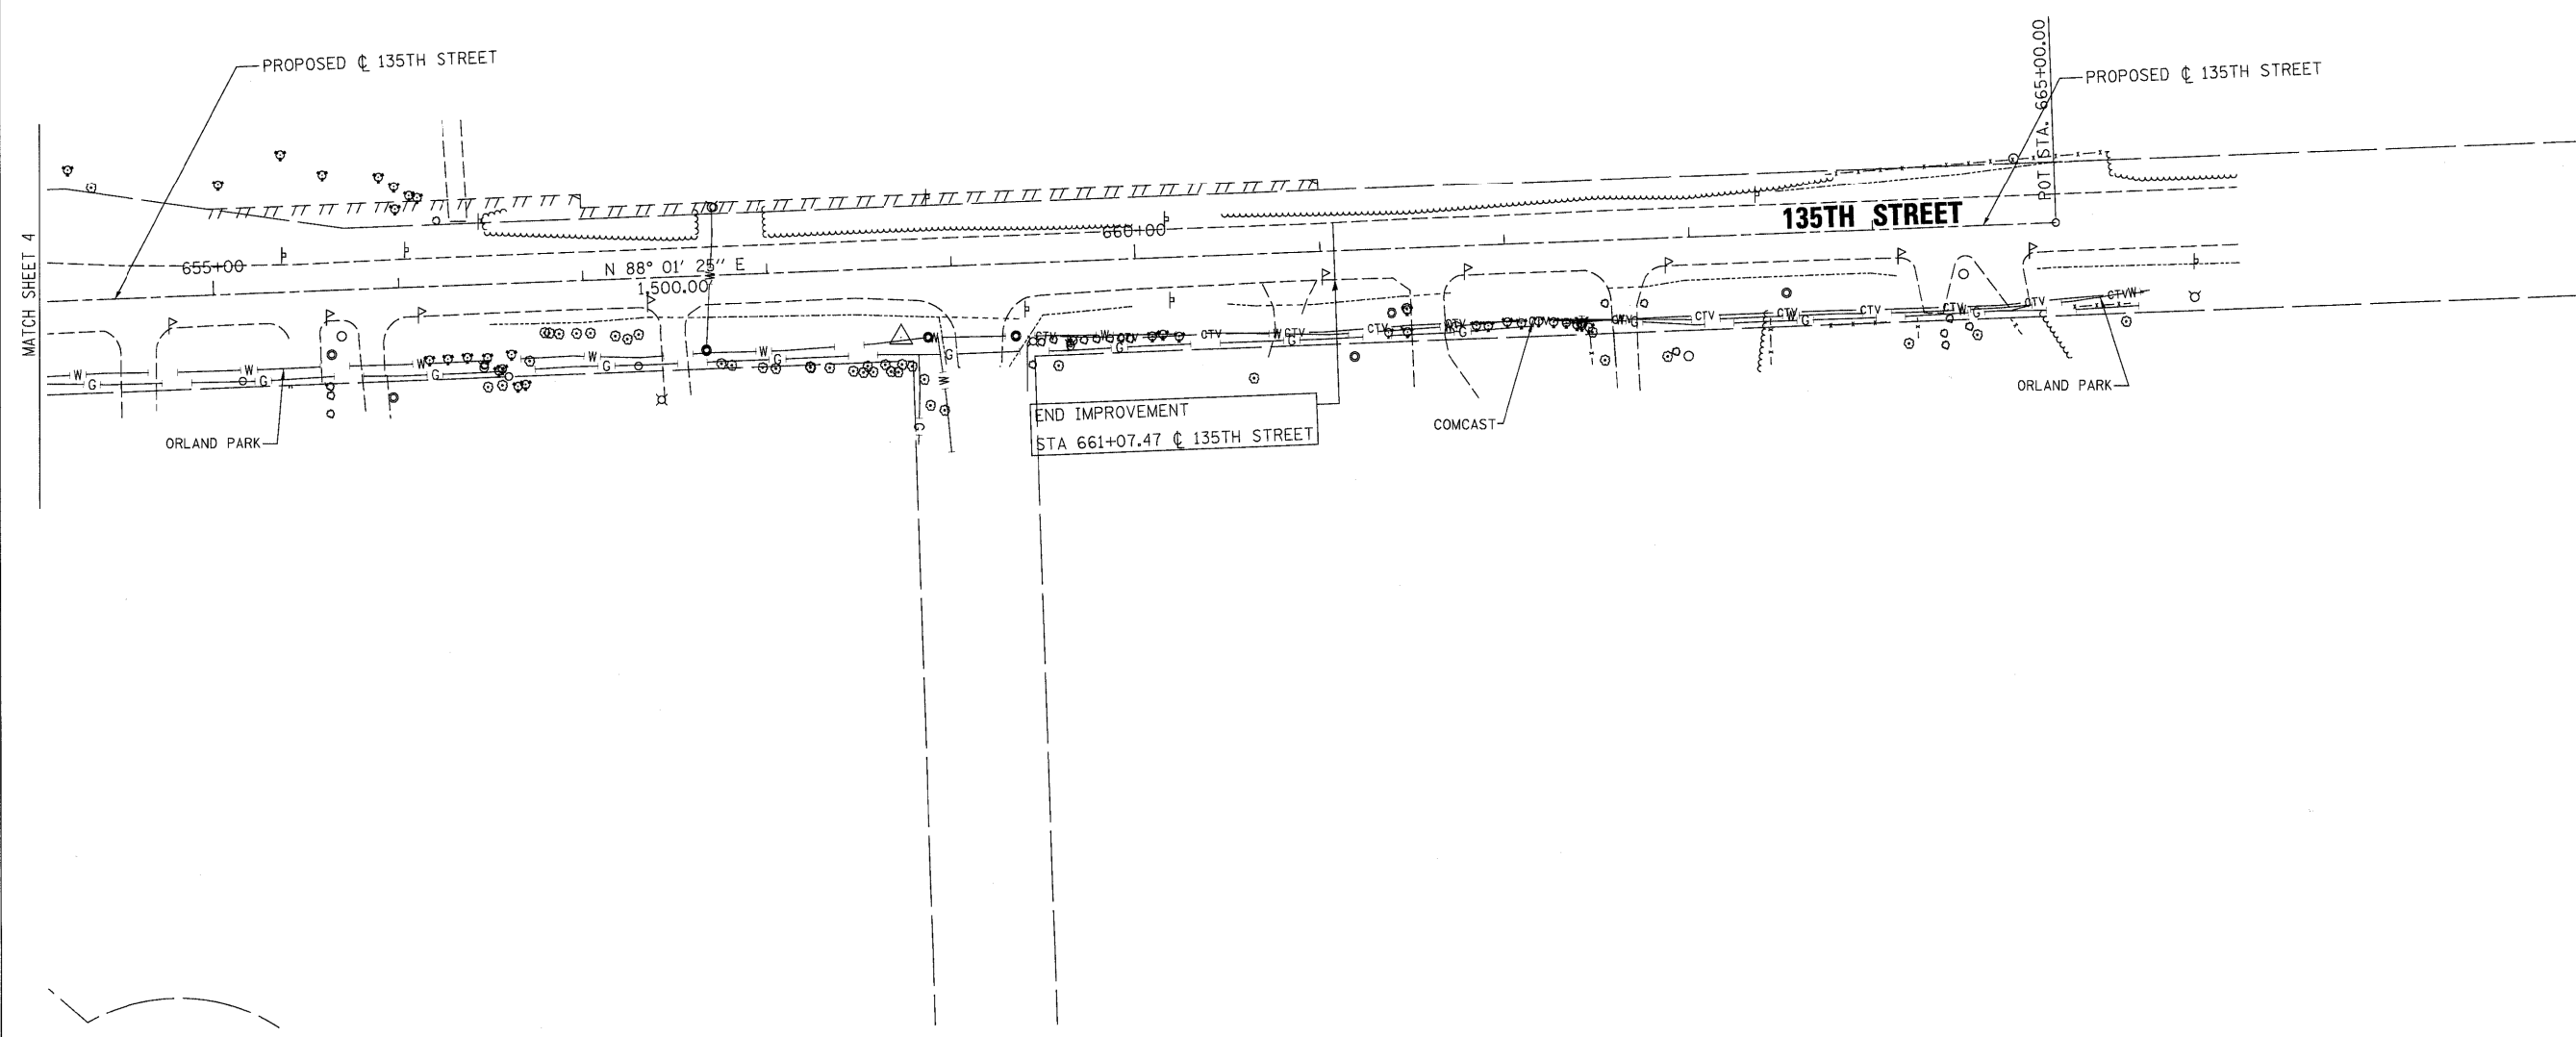 PROPOSED ℄ 135TH STREET
POT STA. 665+00.00
PROPOSED ℄ 135TH STREET
MATCH SHEET 4
135TH STREET
660+00
655+00
N 88° 01' 25" E
1,500.00'
W
W
W
W
W
W
W
G
G
G
G
G
G
G
G
W
W
CTV
W
CTV
G
W
CTV
G
CTV
G
CTV
CTV
W
G
CTV
CTV
G
CTV
CTVW
ORLAND PARK
ORLAND PARK
COMCAST
END IMPROVEMENT
STA 661+07.47 ℄ 135TH STREET